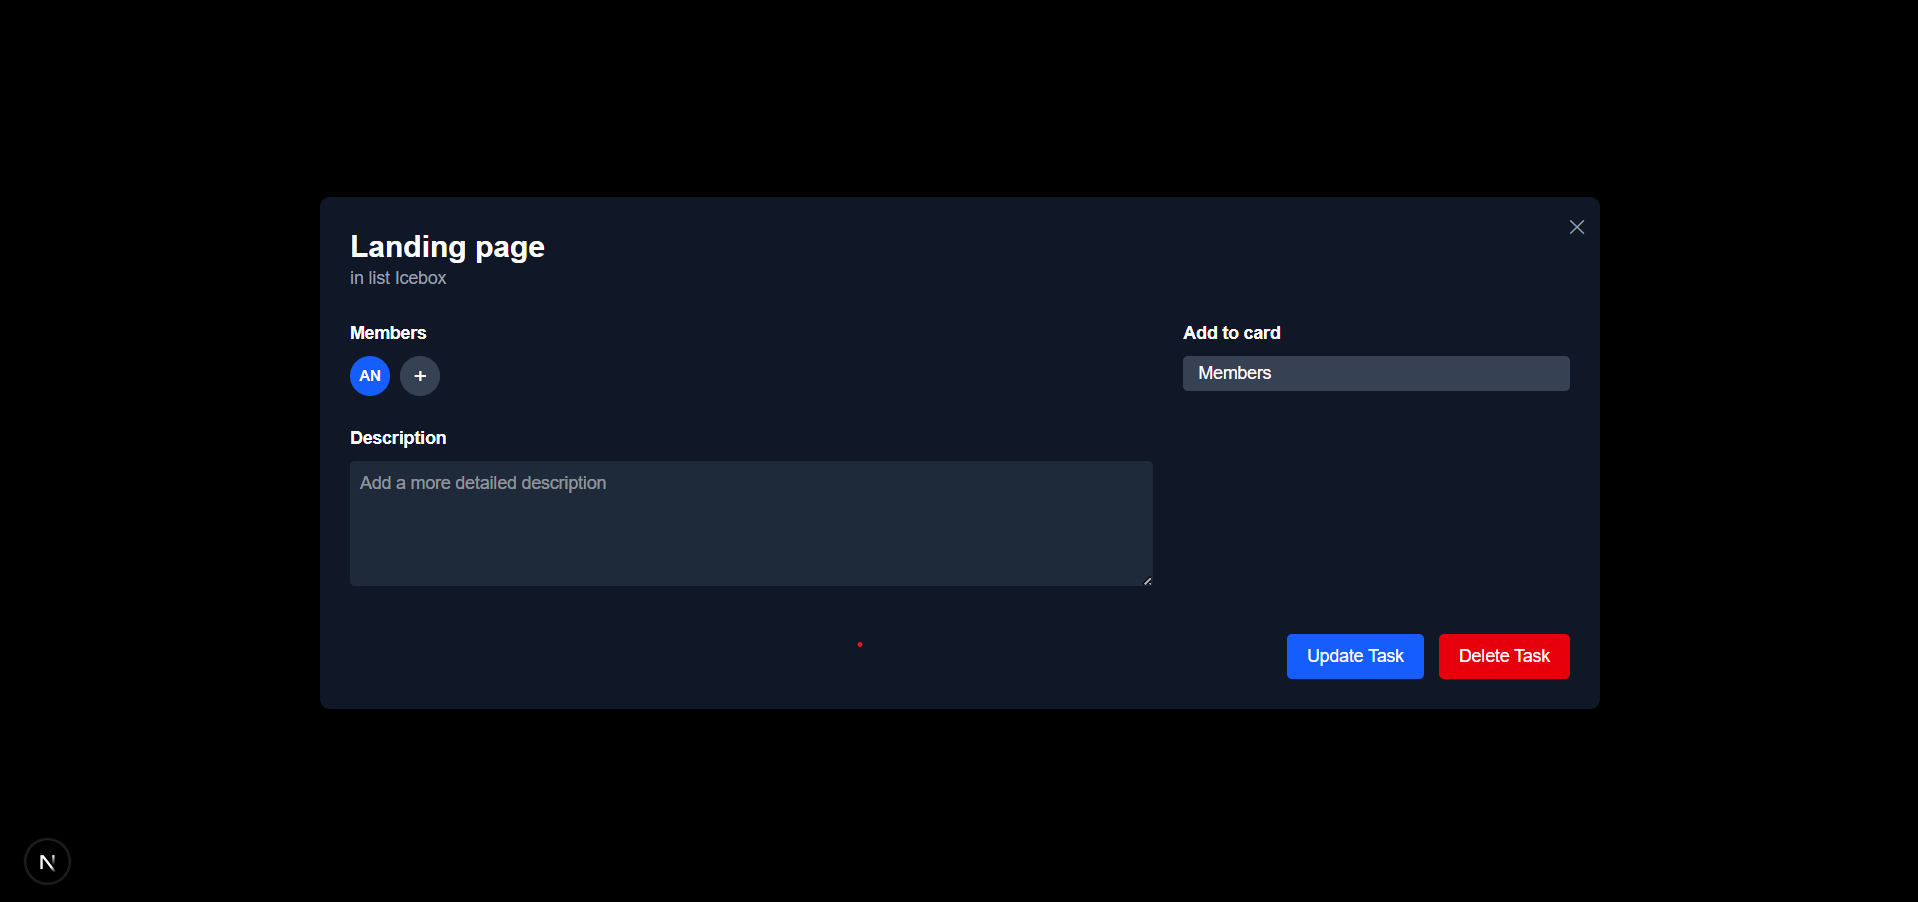 Landing page
in list Icebox
Members
AN +
Description
Add a more detailed description
Add to card
Members
Update Task
Delete Task
N